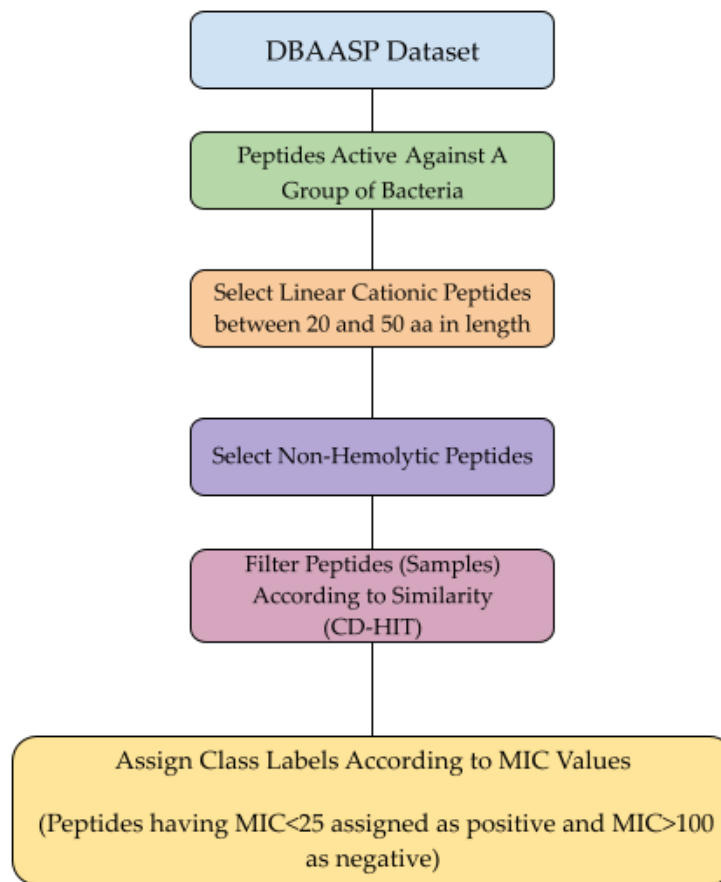 DBAASP Dataset
Peptides Active Against A
Group of Bacteria
Select Linear Cationic Peptides
between 20 and 50 aa in length
Select Non-Hemolytic Peptides
Filter Peptides (Samples)
According to Similarity
(CD-HIT)
Assign Class Labels According to MIC Values
(Peptides having MIC<25 assigned as positive and MIC>100
as negative)